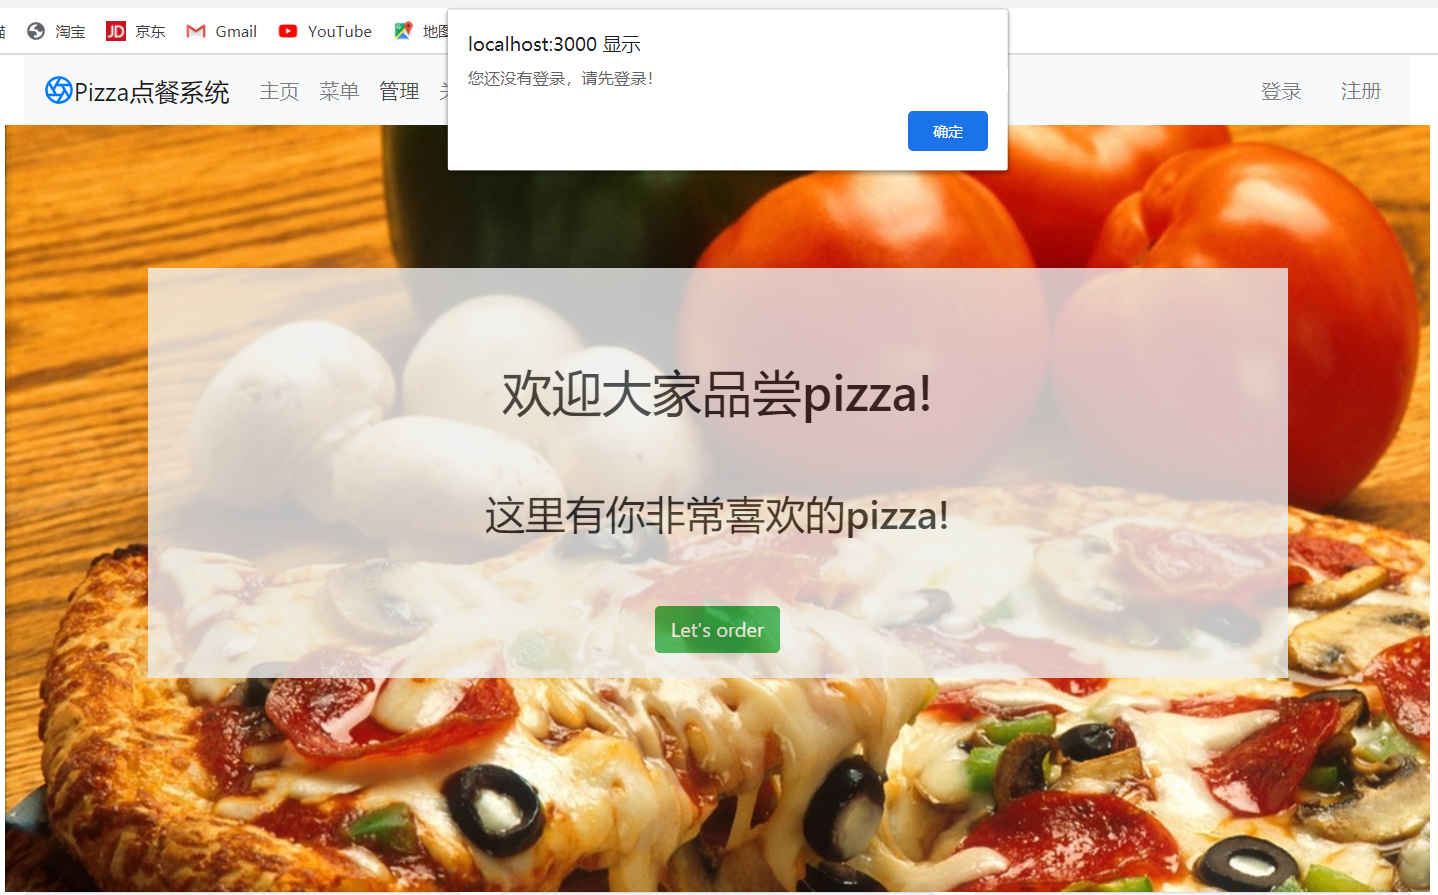 淘宝 京东 Gmail YouTube 地图
localhost:3000 显示
您还没有登录，请先登录！
确定
Pizza点餐系统 主页 菜单 管理 登录 注册
欢迎大家品尝pizza!
这里有你非常喜欢的pizza!
Let's order